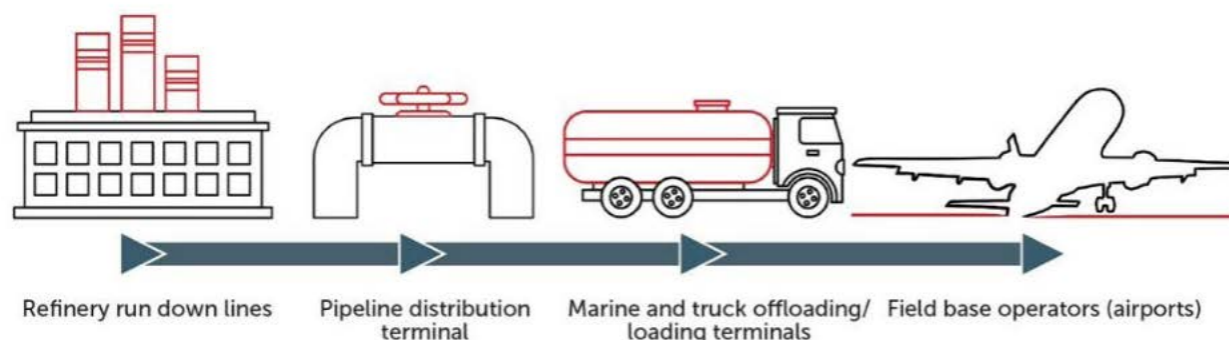 Refinery run down lines
Pipeline distribution
terminal
Marine and truck offloading/
loading terminals
Field base operators (airports)